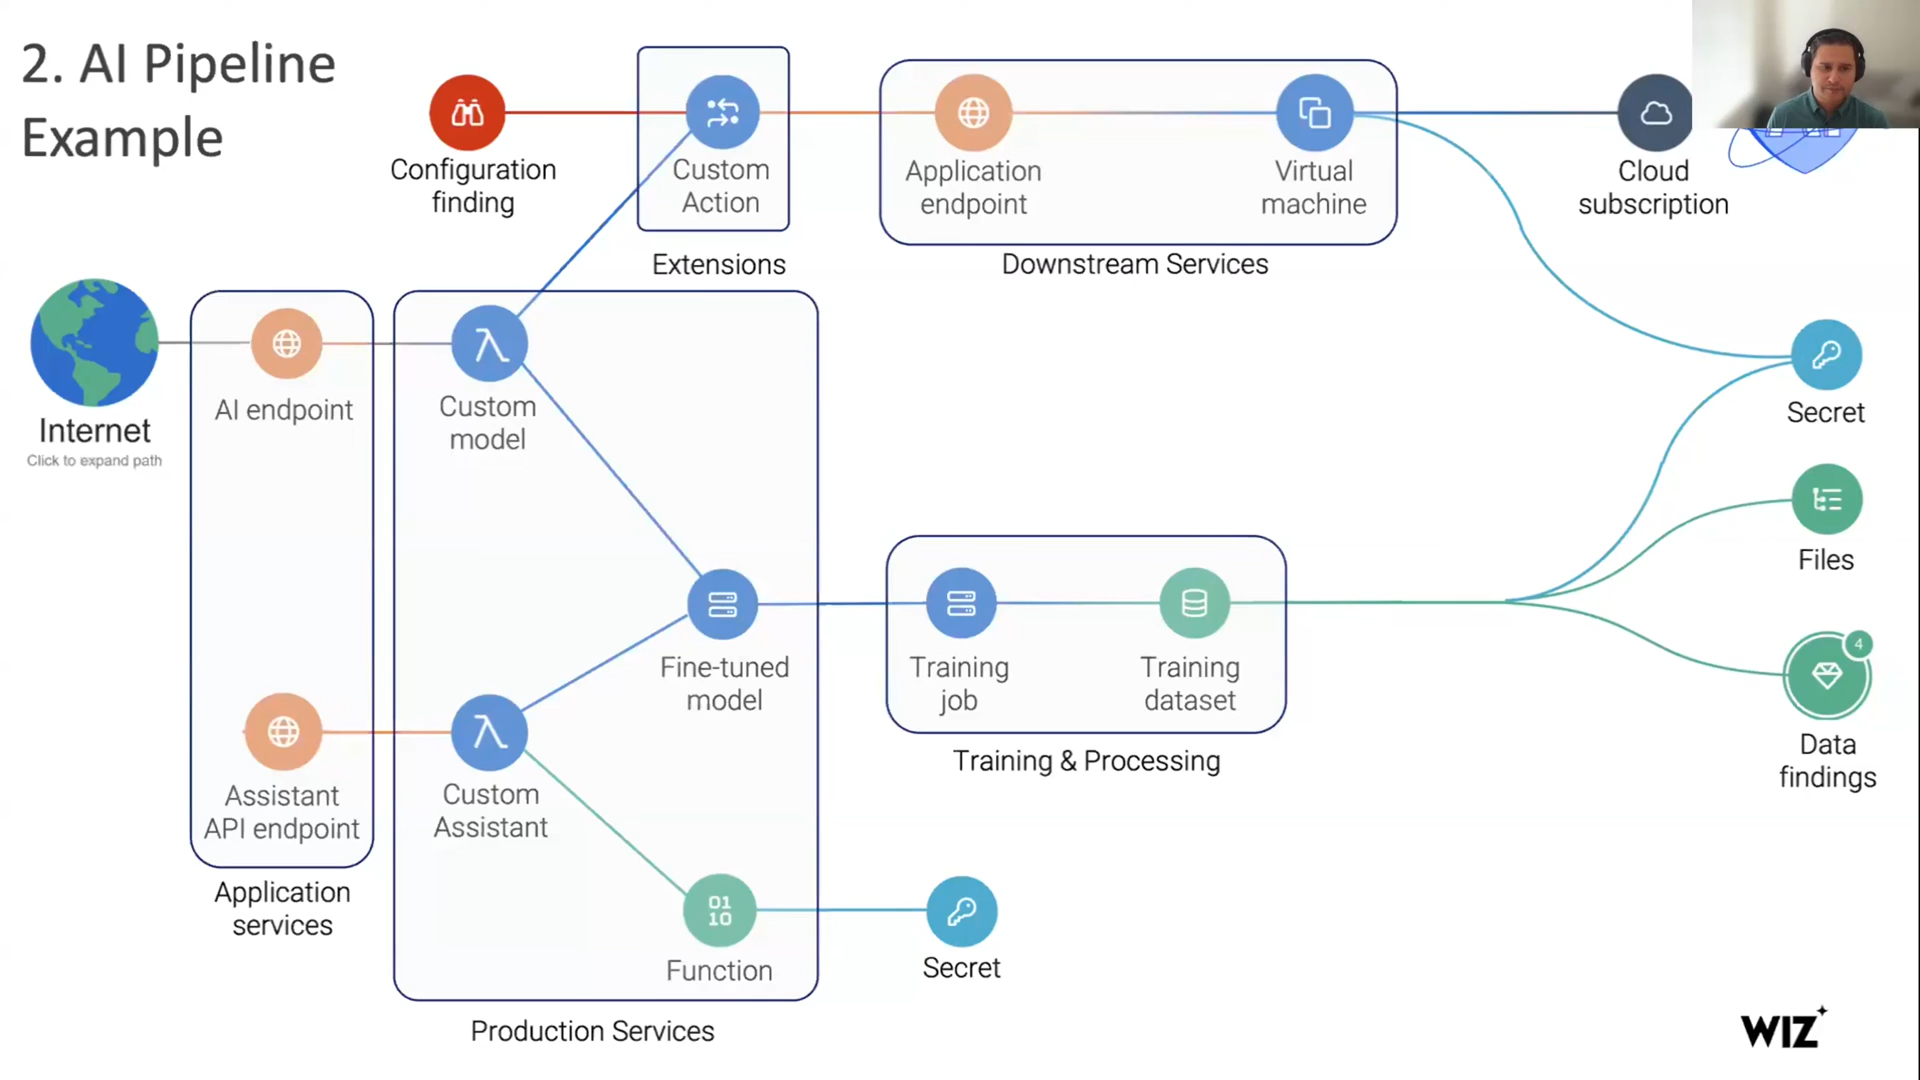 2. AI Pipeline
Example
Configuration
finding
Custom
Action
Extensions
Application
endpoint
Virtual
machine
Downstream Services
Cloud
subscription
Internet
Click to expand path
AI endpoint
Custom
model
Secret
Files
Fine-tuned
model
Training
job
Training
dataset
Training & Processing
4
Data
findings
Assistant
API endpoint
Application
services
Custom
Assistant
01
10
Function
Secret
Production Services
WIZ